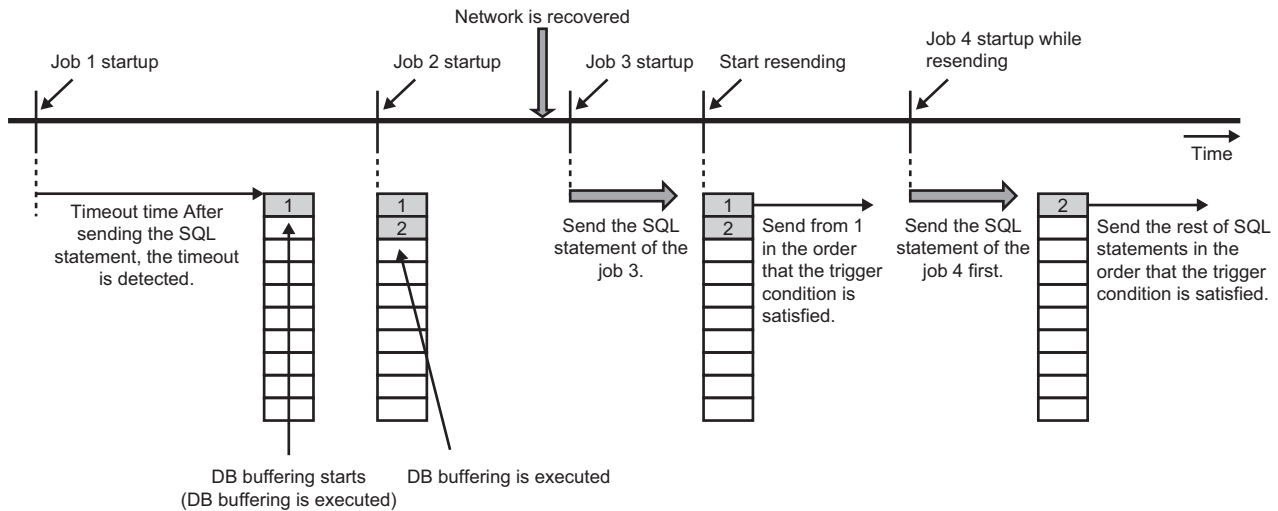 Network is recovered
Job 1 startup
Job 2 startup
Job 3 startup
Start resending
Job 4 startup while
resending
Time
Timeout time After
sending the SQL
statement, the timeout
is detected.
1
1
2
Send the SQL
statement of the
job 3.
1
2
Send from 1
in the order
that the trigger
condition is
satisfied.
Send the SQL
statement of the
job 4 first.
2
Send the rest of SQL
statements in the
order that the trigger
condition is satisfied.
DB buffering starts
(DB buffering is executed)
DB buffering is executed